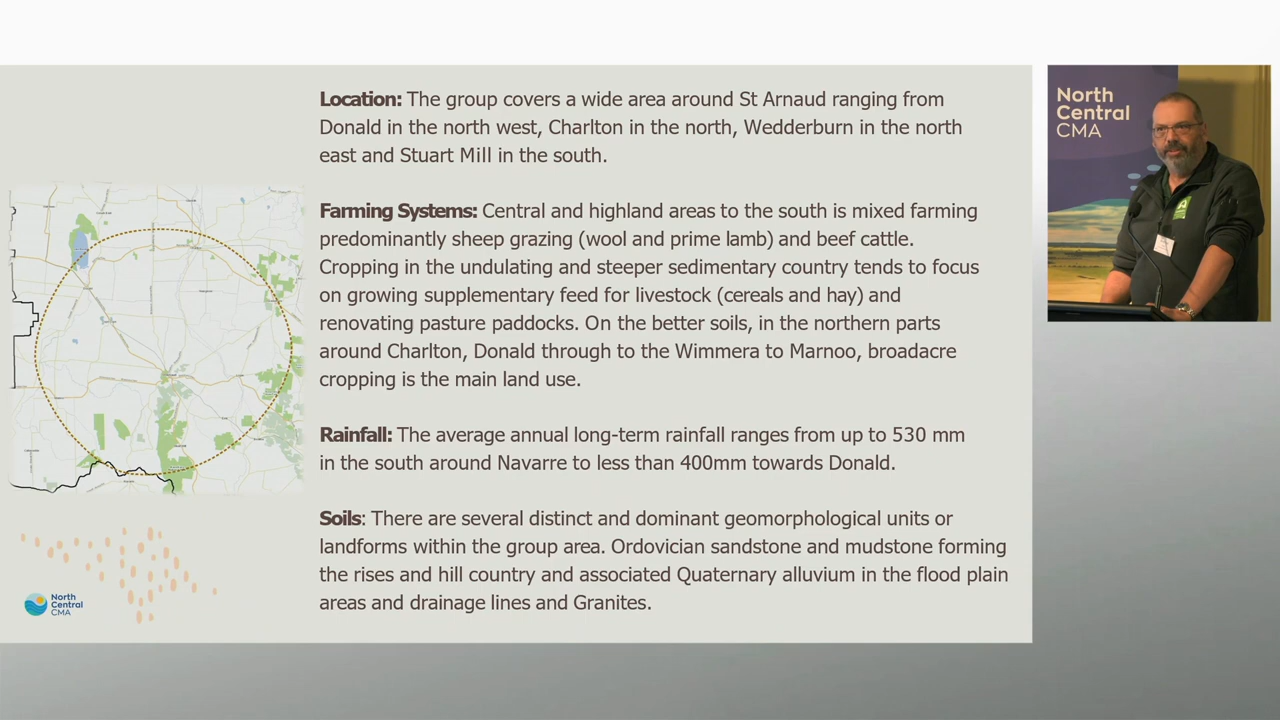 Location: The group covers a wide area around St Arnaud ranging from
Donald in the north west, Charlton in the north, Wedderburn in the north
east and Stuart Mill in the south.
Farming Systems: Central and highland areas to the south is mixed farming
predominantly sheep grazing (wool and prime lamb) and beef cattle.
Cropping in the undulating and steeper sedimentary country tends to focus
on growing supplementary feed for livestock (cereals and hay) and
renovating pasture paddocks. On the better soils, in the northern parts
around Charlton, Donald through to the Wimmera to Marnoo, broadacre
cropping is the main land use.
Rainfall: The average annual long-term rainfall ranges from up to 530 mm
in the south around Navarre to less than 400mm towards Donald.
Soils: There are several distinct and dominant geomorphological units or
landforms within the group area. Ordovician sandstone and mudstone forming
the rises and hill country and associated Quaternary alluvium in the flood plain
areas and drainage lines and Granites.
North
Central
CMA
North
Central
CMA